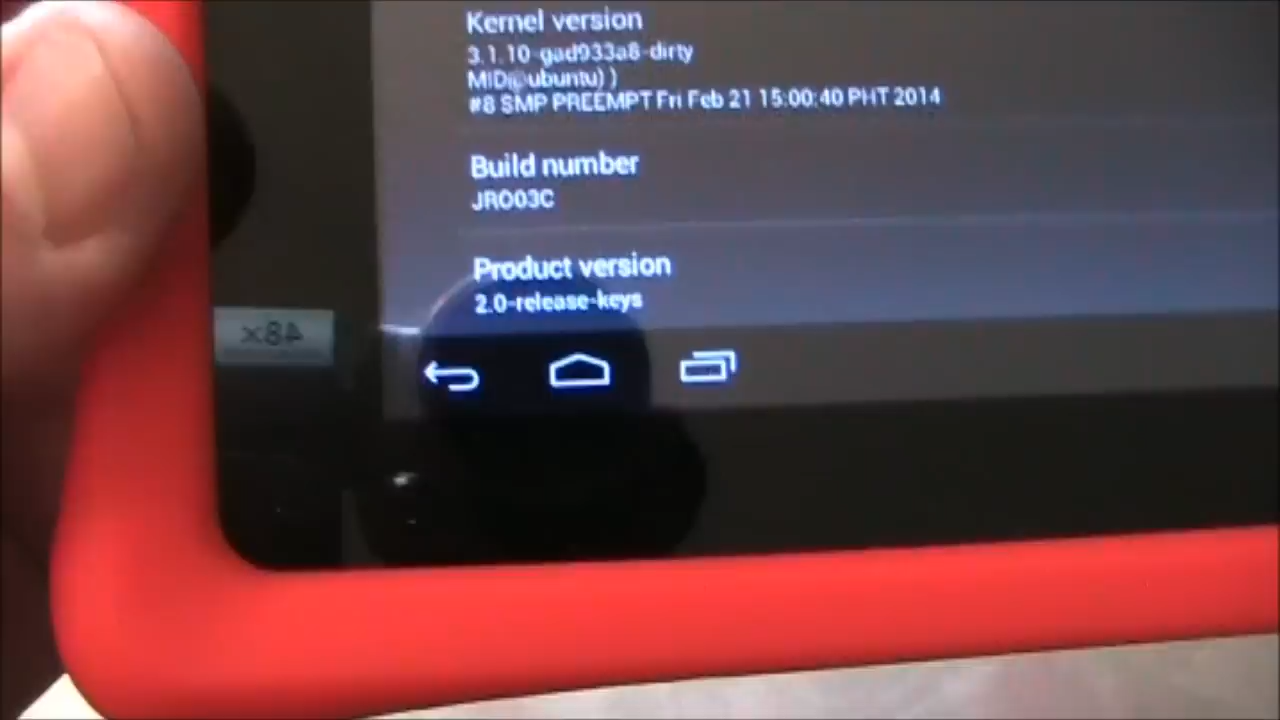 Kernel version
3.1.10-gad933a8-dirty
MID@ubuntu) )
#8 SMP PREEMPT Fri Feb 21 15:00:40 PHT 2014
Build number
JRO03C
Product version
2.0-release-keys
48x